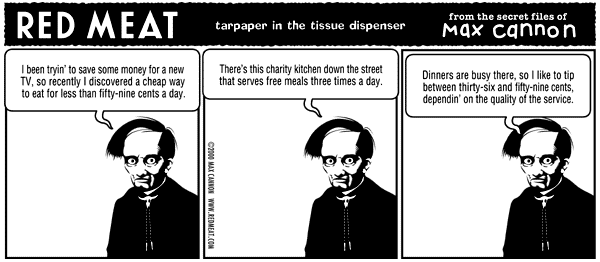 RED MEAT
tarpaper in the tissue dispenser
from the secret files of
Max cannon
I been tryin' to save some money for a new
TV, so recently I discovered a cheap way
to eat for less than fifty-nine cents a day.
There's this charity kitchen down the street
that serves free meals three times a day.
©2000 MAX CANNON WWW.REDMEAT.COM
Dinners are busy there, so I like to tip
between thirty-six and fifty-nine cents,
dependin' on the quality of the service.